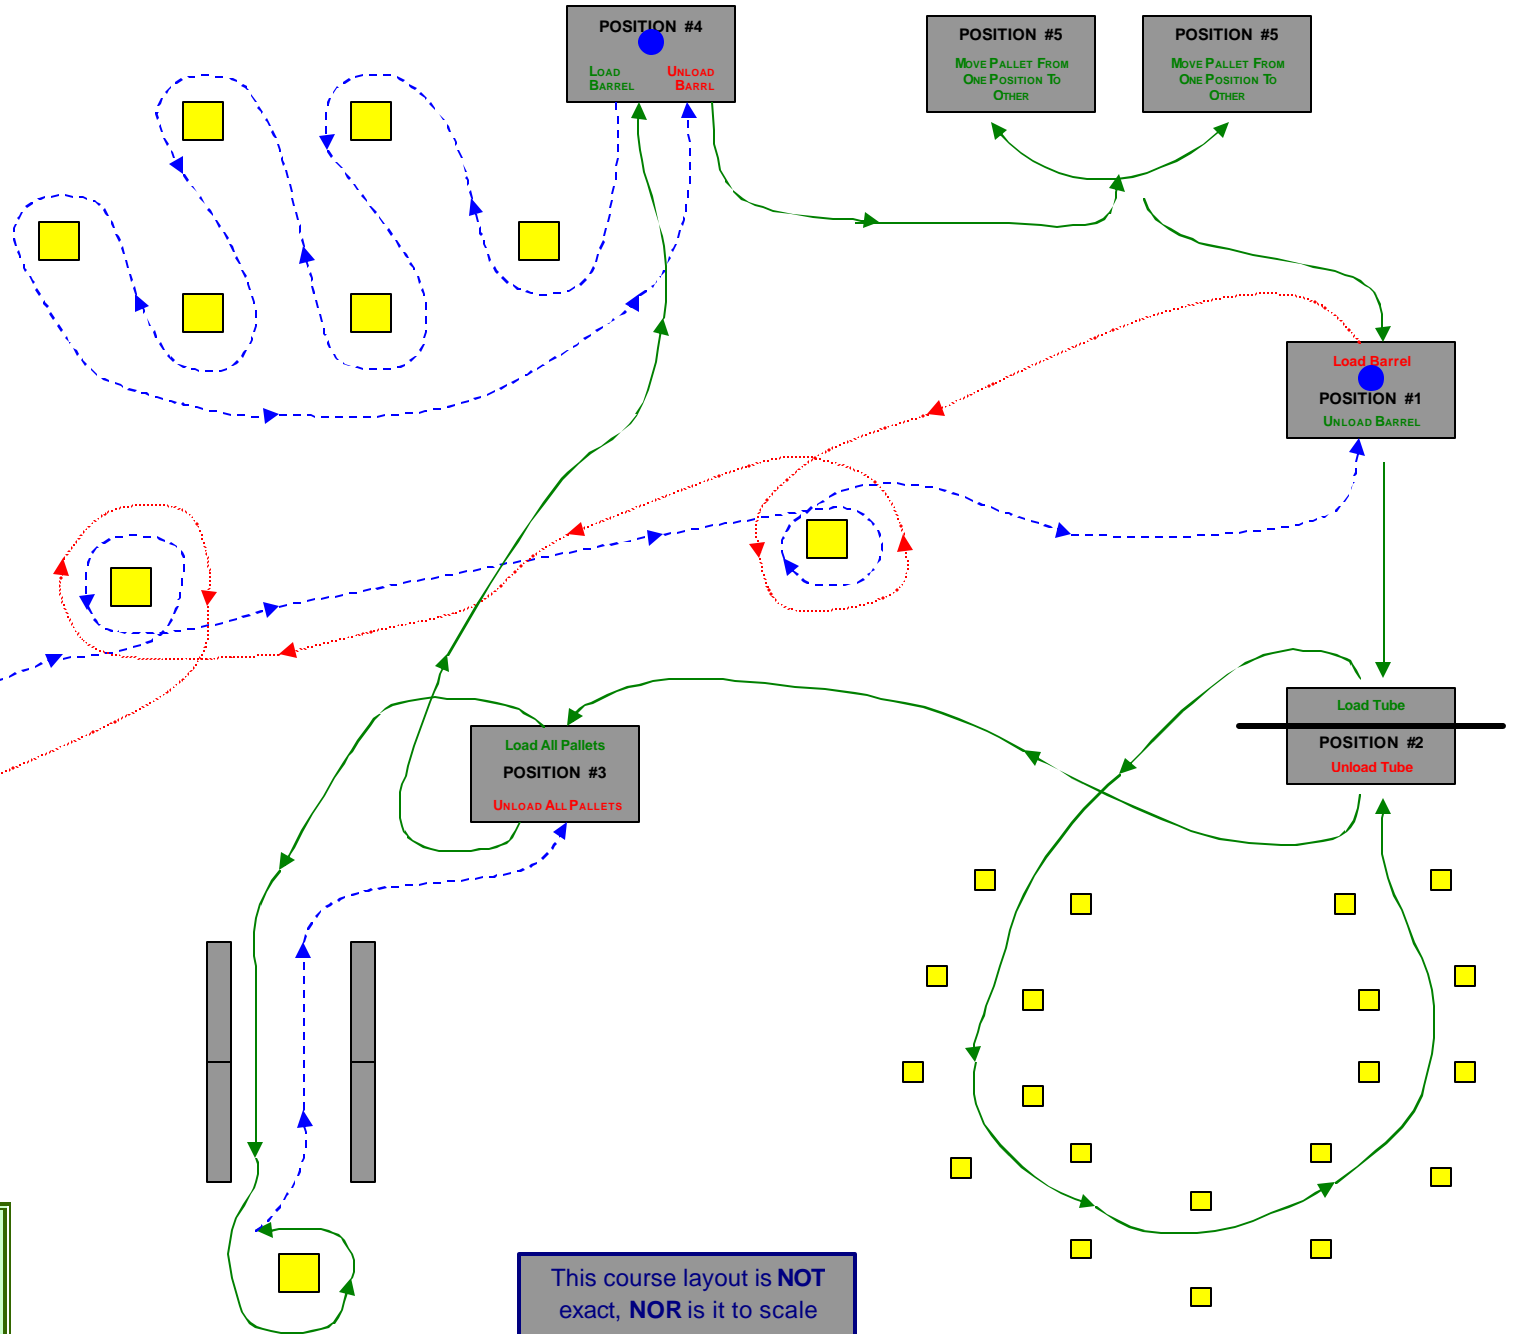 POSITION #4
LOAD
BARREL
UNLOAD
BARRL
POSITION #5
MOVE PALLET FROM
ONE POSITION TO
OTHER
POSITION #5
MOVE PALLET FROM
ONE POSITION TO
OTHER
Load Barrel
POSITION #1
UNLOAD BARREL
Load Tube
POSITION #2
Unload Tube
Load All Pallets
POSITION #3
UNLOAD ALL PALLETS
This course layout is NOT
exact, NOR is it to scale